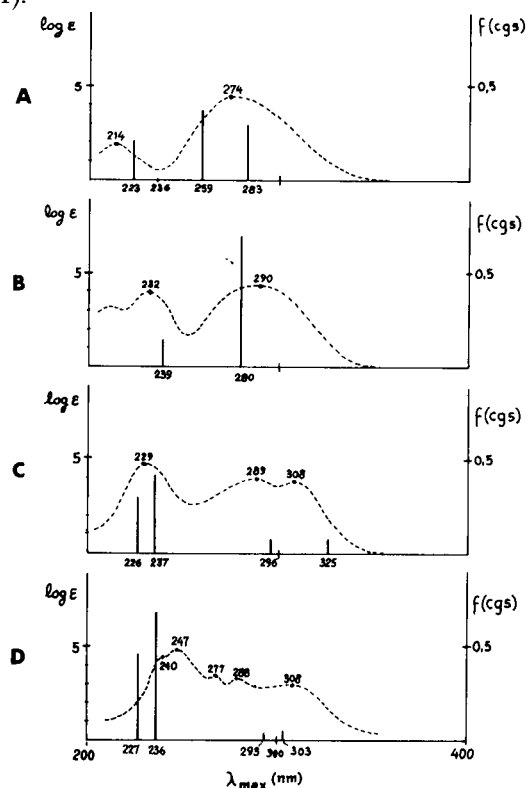 log ε f(cgs)
A 5 0,5
274
214
223 236 259 283
log ε f(cgs)
B 5 0,5
282 290
239 280
log ε f(cgs)
C 5 0,5
229 289 308
226 237 296 325
log ε f(cgs)
D 5 0,5
247
240 277 288 308
227 236 295 300 303
200 400
λmax (nm)